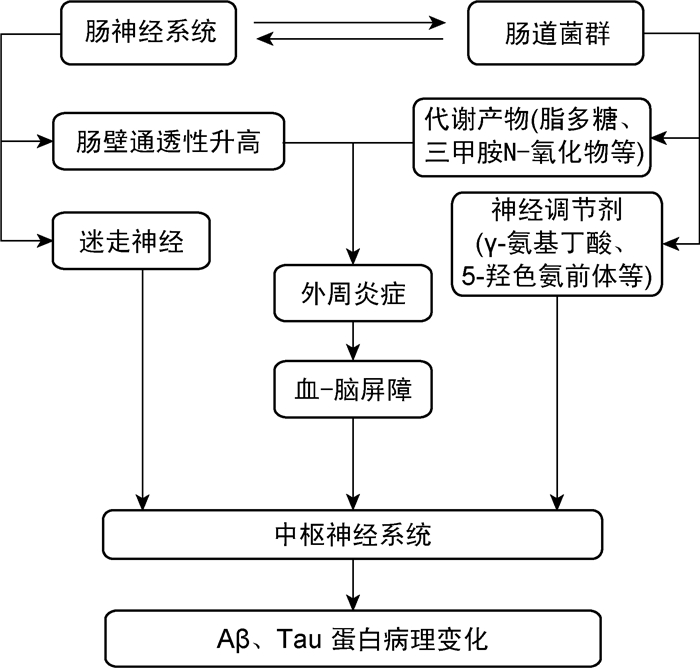 肠神经系统
肠道菌群
肠壁通透性升高
代谢产物(脂多糖、
三甲胺N-氧化物等)
迷走神经
神经调节剂
(γ-氨基丁酸、
5-羟色氨前体等)
外周炎症
血-脑屏障
中枢神经系统
Aβ、Tau 蛋白病理变化